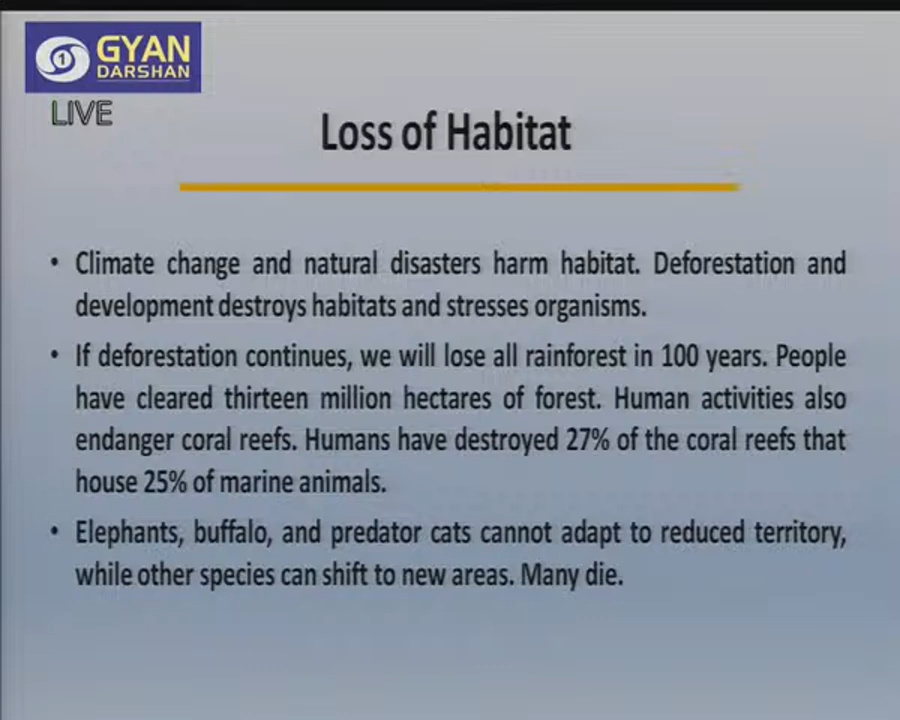 1
GYAN
DARSHAN
LIVE
Loss of Habitat
• Climate change and natural disasters harm habitat. Deforestation and
development destroys habitats and stresses organisms.
• If deforestation continues, we will lose all rainforest in 100 years. People
have cleared thirteen million hectares of forest. Human activities also
endanger coral reefs. Humans have destroyed 27% of the coral reefs that
house 25% of marine animals.
• Elephants, buffalo, and predator cats cannot adapt to reduced territory,
while other species can shift to new areas. Many die.